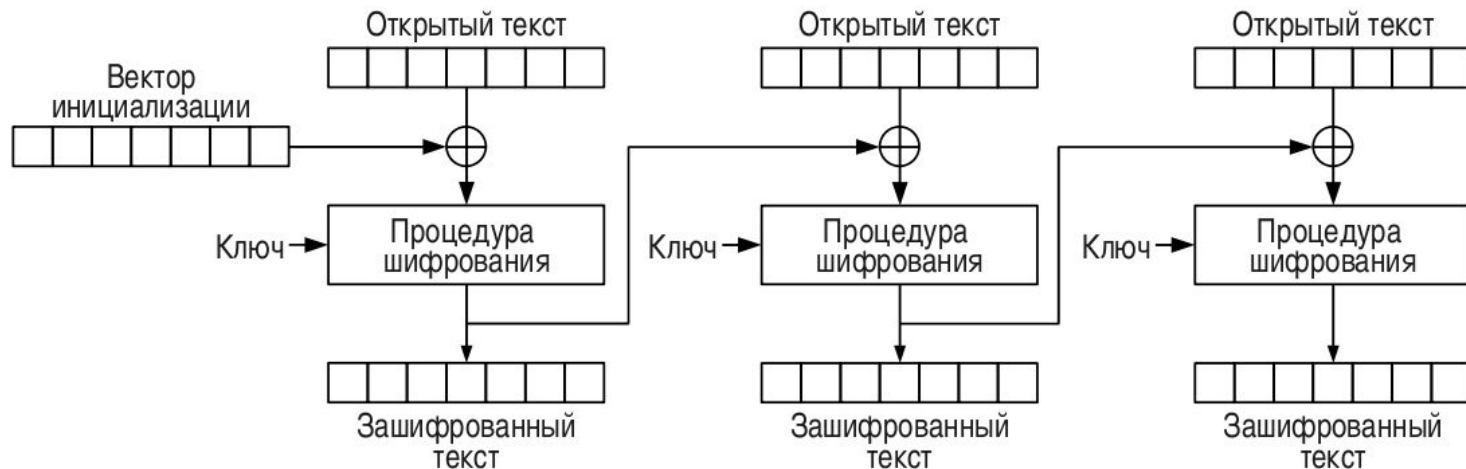 Открытый текст
Открытый текст
Открытый текст
Вектор
инициализации
Ключ
Процедура
шифрования
Ключ
Процедура
шифрования
Ключ
Процедура
шифрования
Зашифрованный
текст
Зашифрованный
текст
Зашифрованный
текст